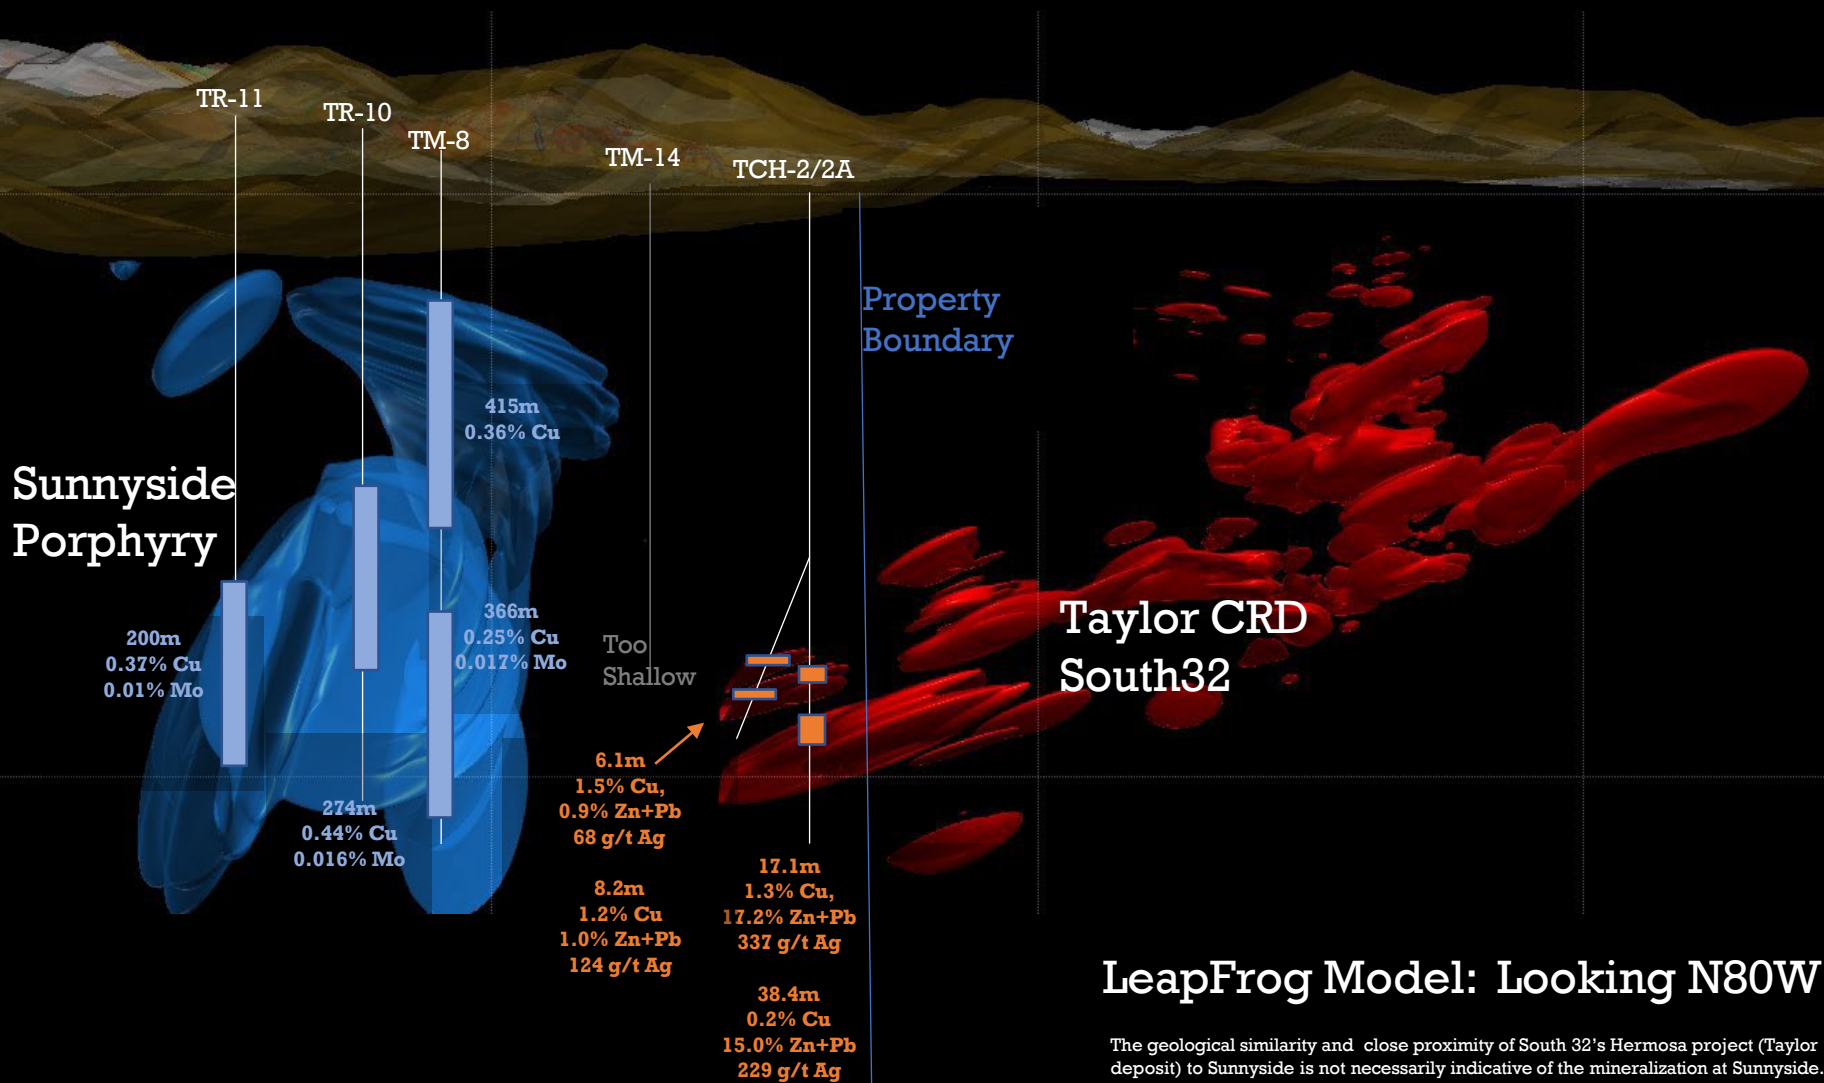 TR-11
TR-10
TM-8
TM-14
TCH-2/2A
Property
Boundary
415m
0.36% Cu
Sunnyside
Porphyry
200m
0.37% Cu
0.01% Mo
366m
0.25% Cu
0.017% Mo
Too
Shallow
Taylor CRD
South32
274m
0.44% Cu
0.016% Mo
6.1m
1.5% Cu,
0.9% Zn+Pb
68 g/t Ag
8.2m
1.2% Cu
1.0% Zn+Pb
124 g/t Ag
17.1m
1.3% Cu,
17.2% Zn+Pb
337 g/t Ag
38.4m
0.2% Cu
15.0% Zn+Pb
229 g/t Ag
LeapFrog Model: Looking N80W
The geological similarity and close proximity of South 32's Hermosa project (Taylor
deposit) to Sunnyside is not necessarily indicative of the mineralization at Sunnyside.